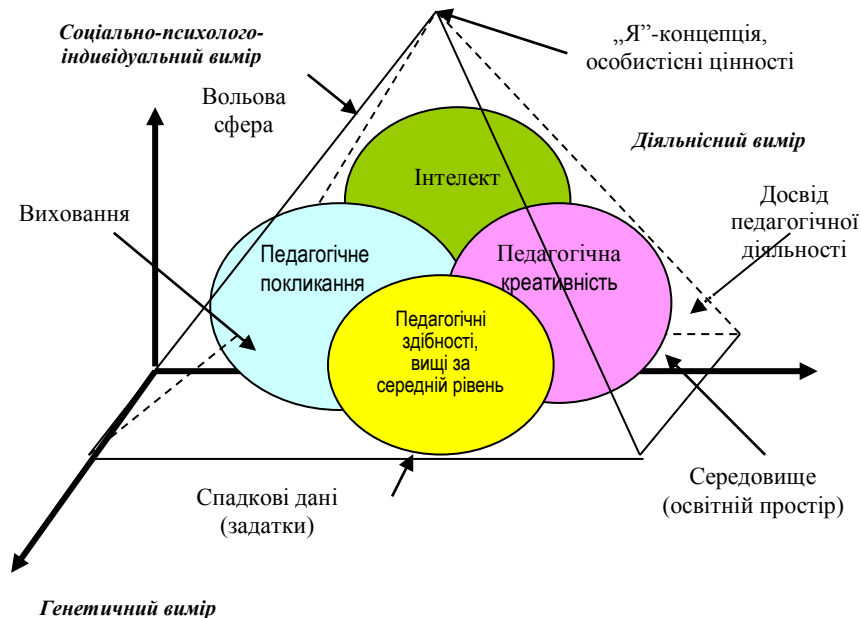 Соціально-психолого-
індивідуальний вимір
„Я”-концепція,
особистісні цінності
Вольова
сфера
Діяльнісний вимір
Інтелект
Досвід
педагогічної
діяльності
Виховання
Педагогічне
покликання
Педагогічна
креативність
Педагогічні
здібності,
вищі за
середній рівень
Середовище
(освітній простір)
Спадкові дані
(задатки)
Генетичний вимір